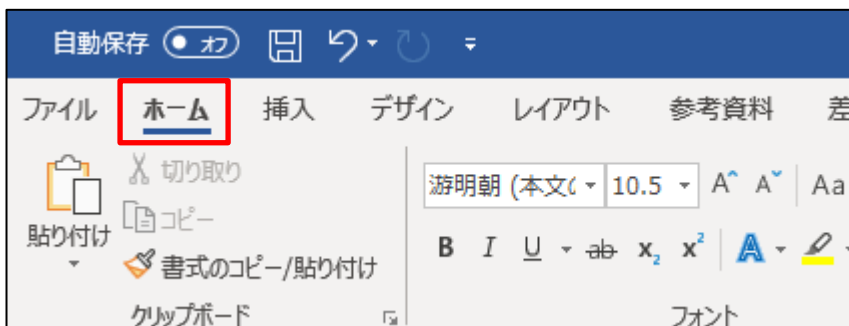 自動保存 オフ
ファイル ホーム 挿入 デザイン レイアウト 参考資料 差
切り取り
コピー
貼り付け
書式のコピー/貼り付け
クリップボード
游明朝 (本文の 10.5 A A Aa
B I U ab x₂ x² A
フォント